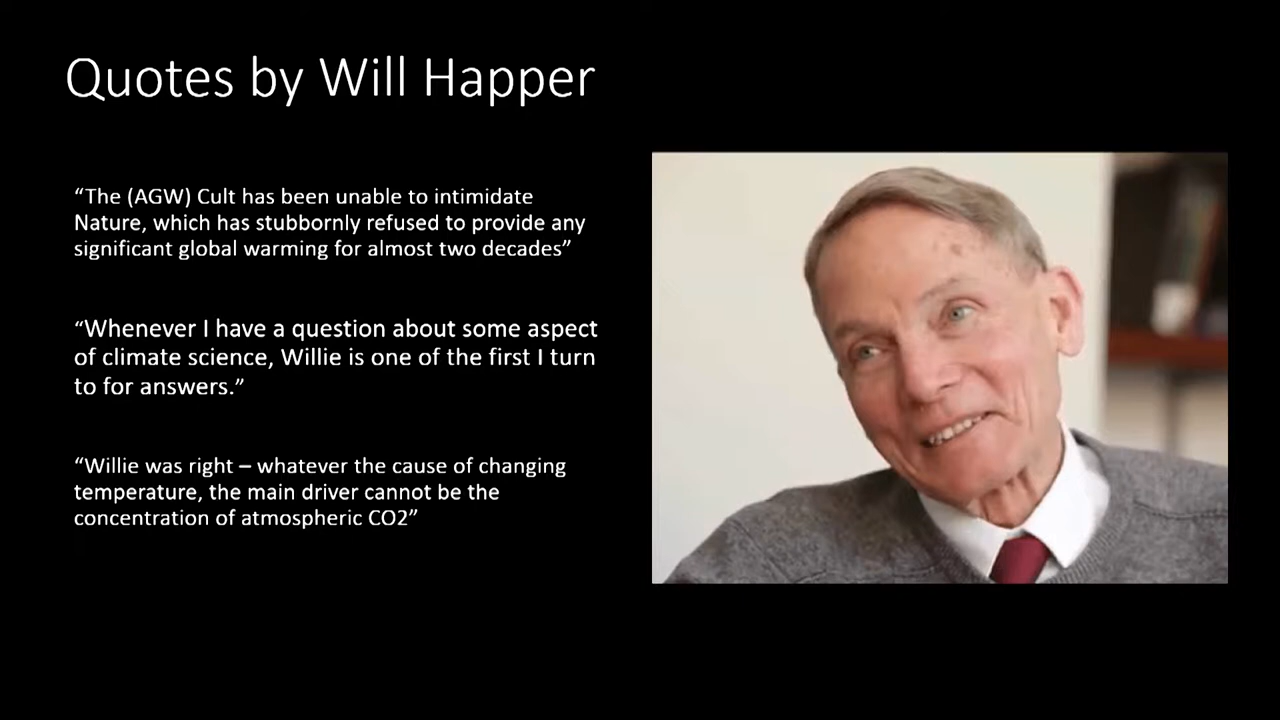 Quotes by Will Happer
“The (AGW) Cult has been unable to intimidate
Nature, which has stubbornly refused to provide any
significant global warming for almost two decades”
“Whenever I have a question about some aspect
of climate science, Willie is one of the first I turn
to for answers.”
“Willie was right – whatever the cause of changing
temperature, the main driver cannot be the
concentration of atmospheric CO2”